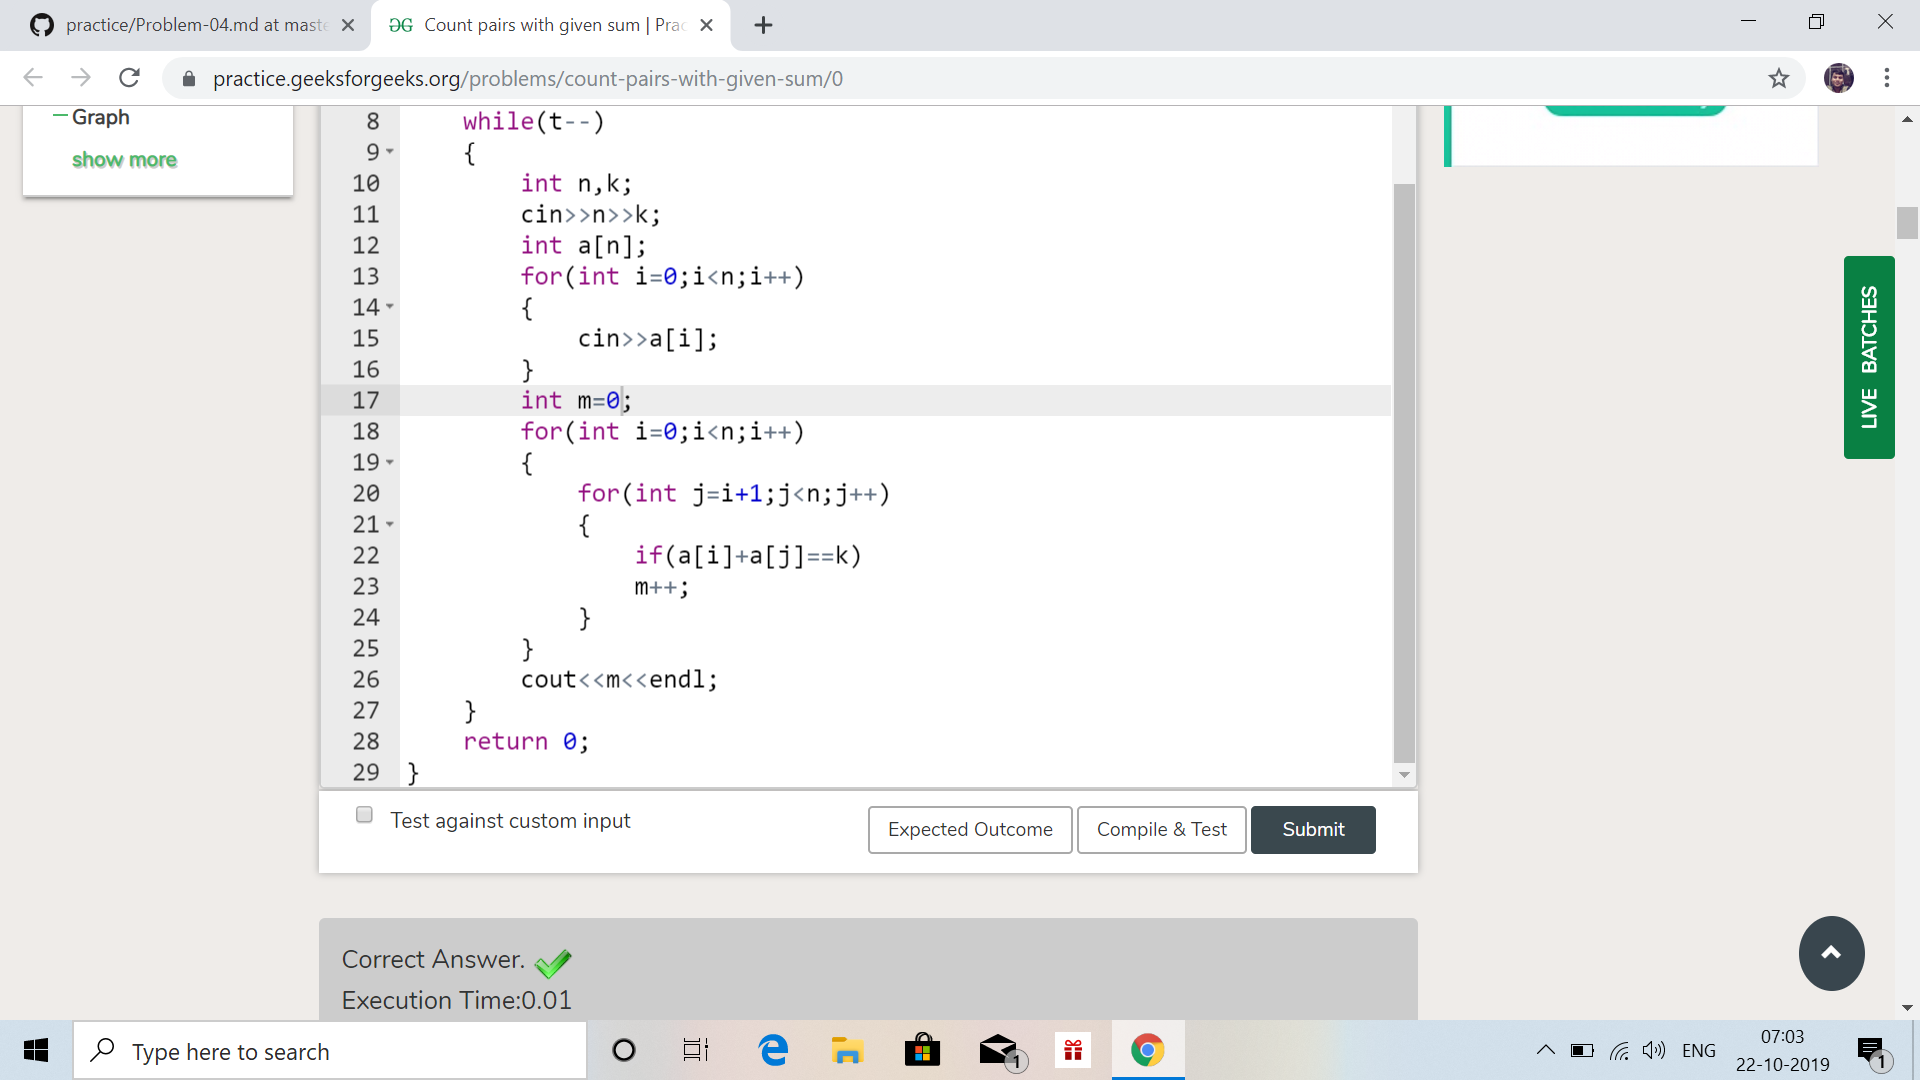 practice/Problem-04.md at maste
GG Count pairs with given sum | Prac
practice.geeksforgeeks.org/problems/count-pairs-with-given-sum/0
Graph
show more
8 while(t--)
9 {
10 int n,k;
11 cin>>n>>k;
12 int a[n];
13 for(int i=0;i<n;i++)
14 {
15 cin>>a[i];
16 }
17 int m=0;
18 for(int i=0;i<n;i++)
19 {
20 for(int j=i+1;j<n;j++)
21 {
22 if(a[i]+a[j]==k)
23 m++;
24 }
25 }
26 cout<<m<<endl;
27 }
28 return 0;
29 }
LIVE BATCHES
Test against custom input
Expected Outcome
Compile & Test
Submit
Correct Answer.
Execution Time:0.01
Type here to search
1
ENG
07:03
22-10-2019
1